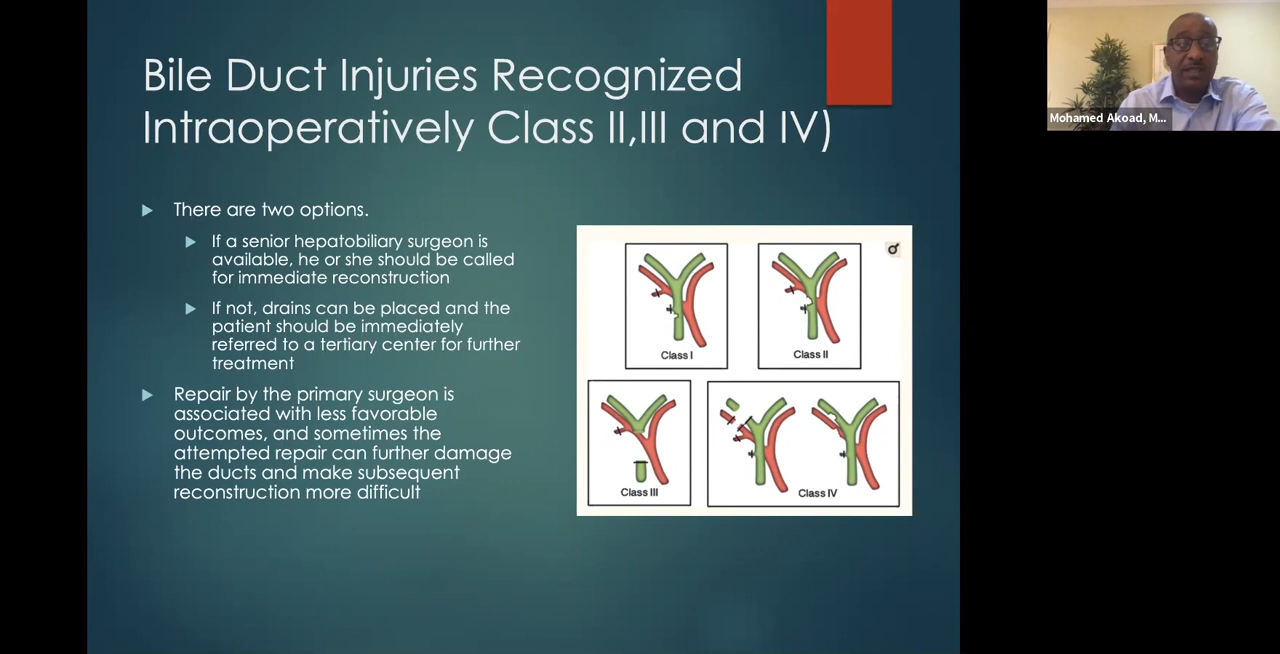 Bile Duct Injuries Recognized
Intraoperatively Class II,III and IV)
There are two options.
If a senior hepatobiliary surgeon is
available, he or she should be called
for immediate reconstruction
If not, drains can be placed and the
patient should be immediately
referred to a tertiary center for further
treatment
Repair by the primary surgeon is
associated with less favorable
outcomes, and sometimes the
attempted repair can further damage
the ducts and make subsequent
reconstruction more difficult
Class I
Class II
Class III
Class IV
Mohamed Akoad, M...